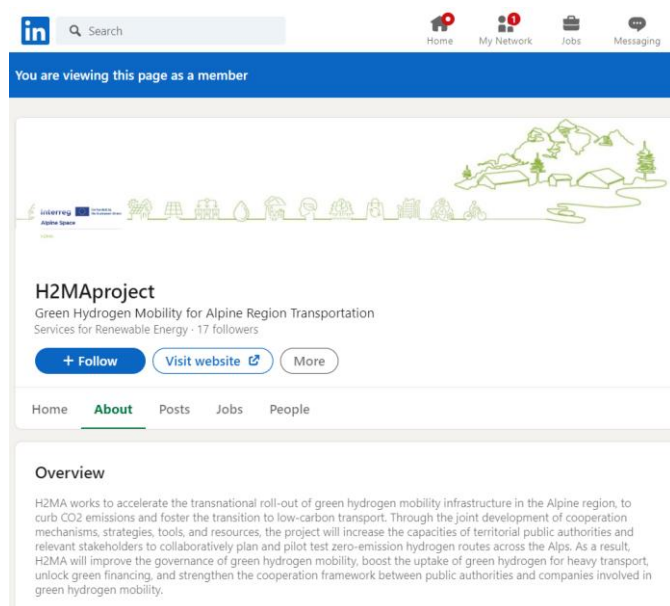 in
Search
Home
My Network
1
Jobs
Messaging
You are viewing this page as a member
interreg
Alpine Space
H2MAproject
Green Hydrogen Mobility for Alpine Region Transportation
Services for Renewable Energy · 17 followers
+ Follow
Visit website
More
Home
About
Posts
Jobs
People
Overview
H2MA works to accelerate the transnational roll-out of green hydrogen mobility infrastructure in the Alpine region, to
curb CO2 emissions and foster the transition to low-carbon transport. Through the joint development of cooperation
mechanisms, strategies, tools, and resources, the project will increase the capacities of territorial public authorities and
relevant stakeholders to collaboratively plan and pilot test zero-emission hydrogen routes across the Alps. As a result,
H2MA will improve the governance of green hydrogen mobility, boost the uptake of green hydrogen for heavy transport,
unlock green financing, and strengthen the cooperation framework between public authorities and companies involved in
green hydrogen mobility.